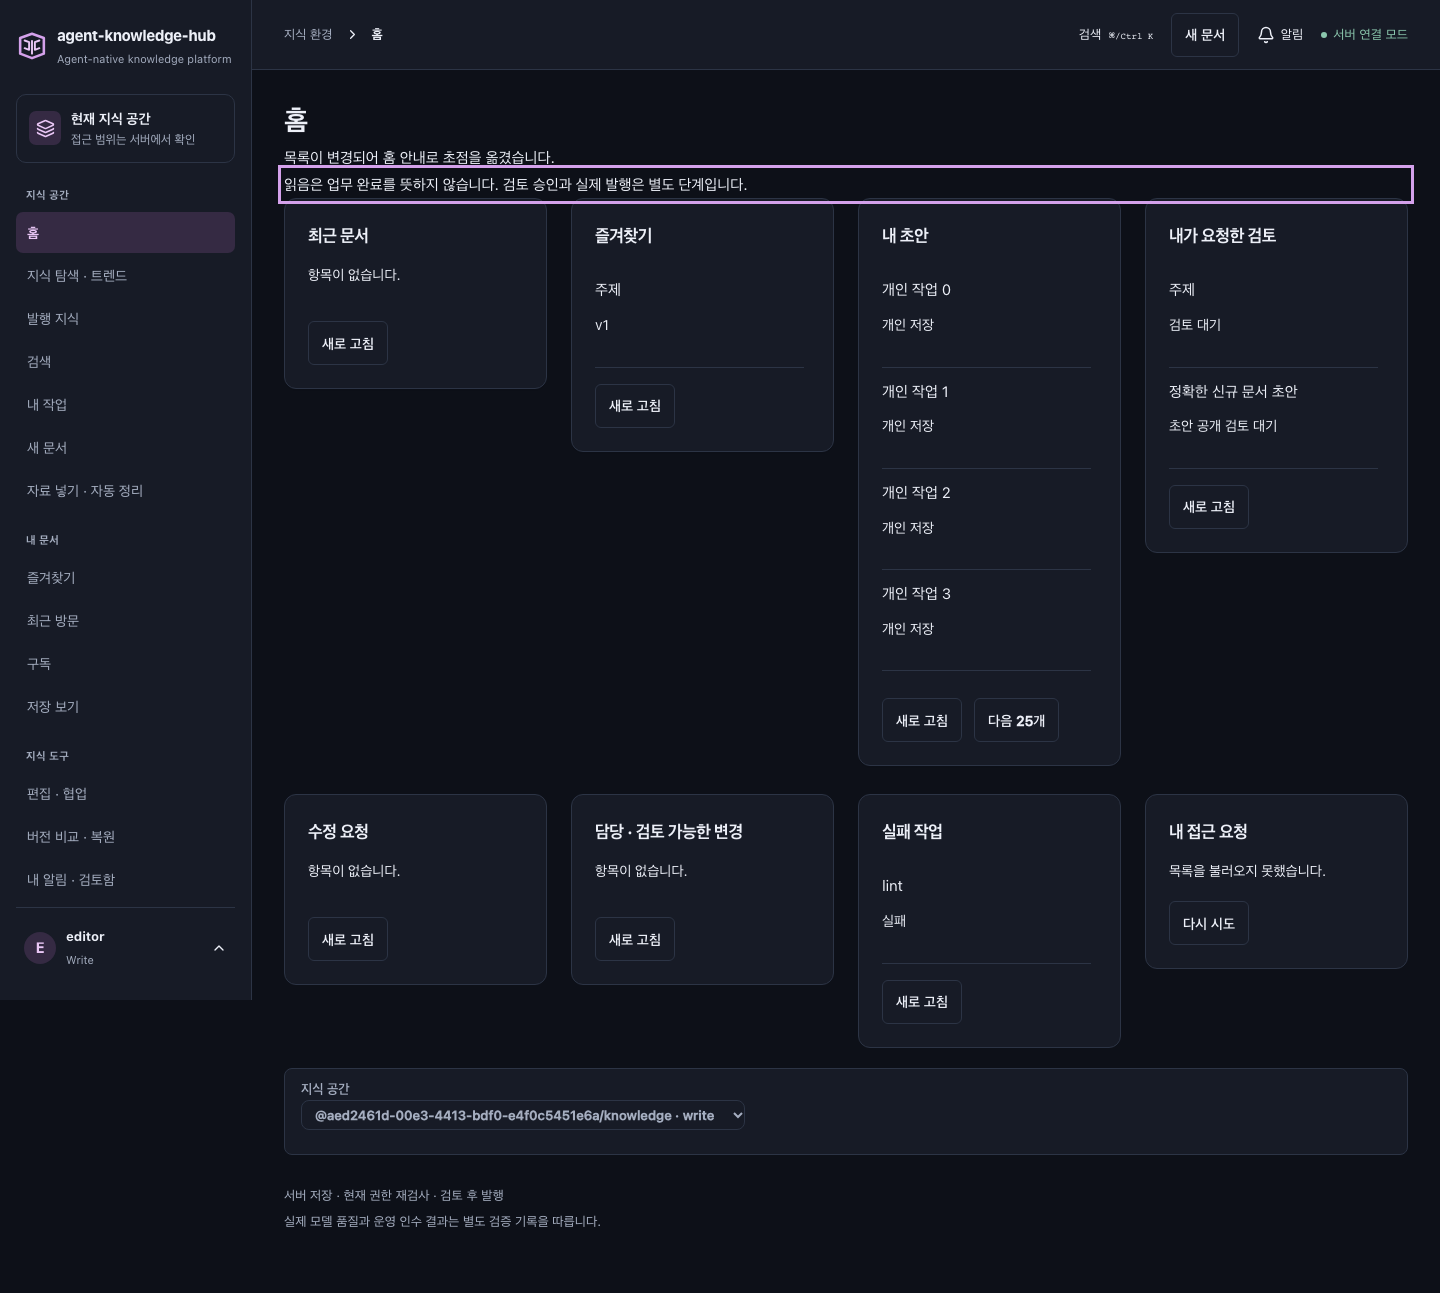 agent-knowledge-hub
Agent-native knowledge platform
현재 지식 공간
접근 범위는 서버에서 확인
지식 공간
홈
지식 탐색 · 트렌드
발행 지식
검색
내 작업
새 문서
자료 넣기 · 자동 정리
내 문서
즐겨찾기
최근 방문
구독
저장 보기
지식 도구
편집 · 협업
버전 비교 · 복원
내 알림 · 검토함
E
editor
Write
지식 환경 > 홈
검색 ⌘/Ctrl K
새 문서
알림
서버 연결 모드
홈
목록이 변경되어 홈 안내로 초점을 옮겼습니다.
읽음은 업무 완료를 뜻하지 않습니다. 검토 승인과 실제 발행은 별도 단계입니다.
최근 문서
항목이 없습니다.
새로 고침
즐겨찾기
주제
v1
새로 고침
내 초안
개인 작업 0
개인 저장
개인 작업 1
개인 저장
개인 작업 2
개인 저장
개인 작업 3
개인 저장
새로 고침
다음 25개
내가 요청한 검토
주제
검토 대기
정확한 신규 문서 초안
초안 공개 검토 대기
새로 고침
수정 요청
항목이 없습니다.
새로 고침
담당 · 검토 가능한 변경
항목이 없습니다.
새로 고침
실패 작업
lint
실패
새로 고침
내 접근 요청
목록을 불러오지 못했습니다.
다시 시도
지식 공간
@aed2461d-00e3-4413-bdf0-e4f0c5451e6a/knowledge · write
서버 저장 · 현재 권한 재검사 · 검토 후 발행
실제 모델 품질과 운영 인수 결과는 별도 검증 기록을 따릅니다.